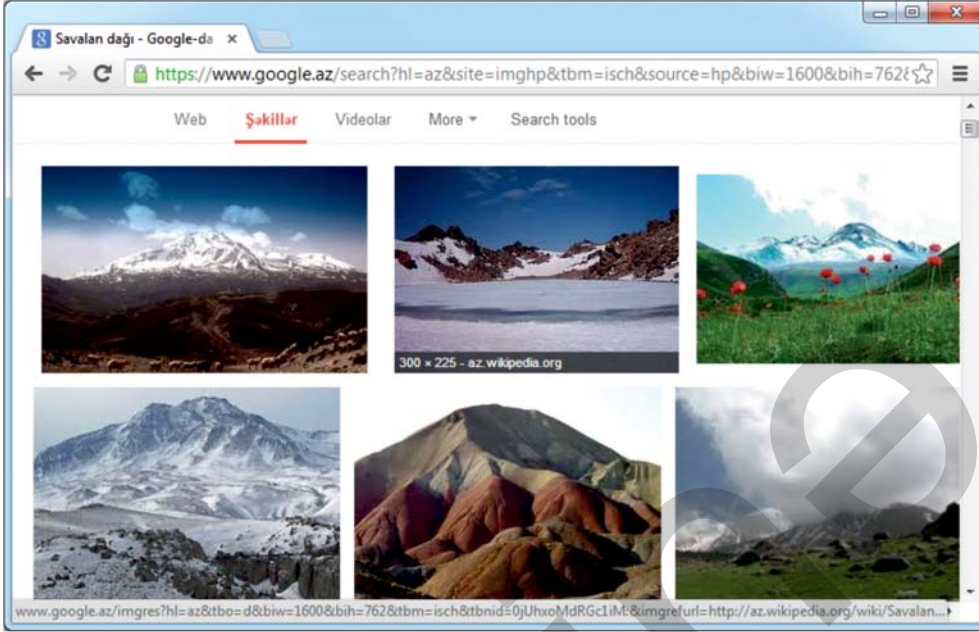 Savalan dağı - Google-da
https://www.google.az/search?hl=az&site=imghp&tbm=isch&source=hp&biw=1600&bih=762&
Web Şəkillər Videolar More Search tools
300 × 225 - az.wikipedia.org
www.google.az/imgres?hl=az&tbo=d&biw=1600&bih=762&tbm=isch&tbnid=0jUhxoMdRGc1iM:&imgrefurl=http://az.wikipedia.org/wiki/Savalan...